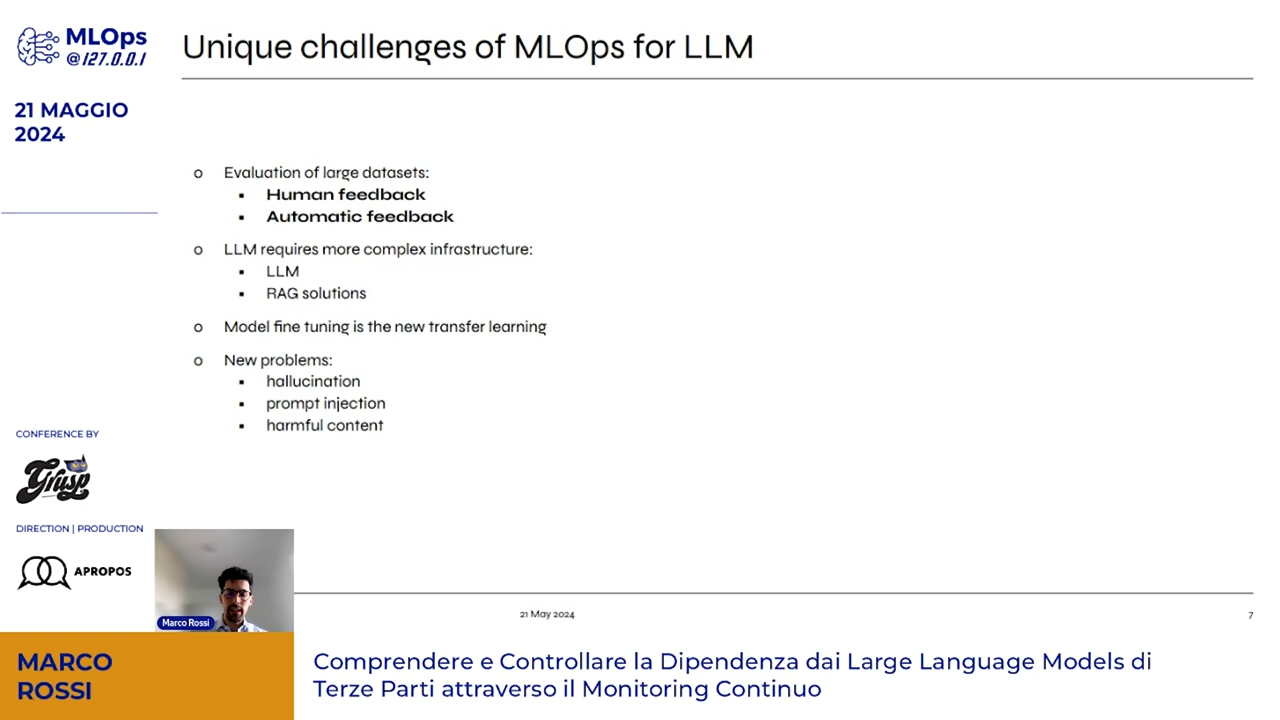 MLOps
@127.0.0.1
21 MAGGIO
2024
Unique challenges of MLOps for LLM
o Evaluation of large datasets:
▪ Human feedback
▪ Automatic feedback
o LLM requires more complex infrastructure:
▪ LLM
▪ RAG solutions
o Model fine tuning is the new transfer learning
o New problems:
▪ hallucination
▪ prompt injection
▪ harmful content
CONFERENCE BY
Grusp
DIRECTION | PRODUCTION
APROPOS
Marco Rossi
21 May 2024
7
MARCO
ROSSI
Comprendere e Controllare la Dipendenza dai Large Language Models di
Terze Parti attraverso il Monitoring Continuo